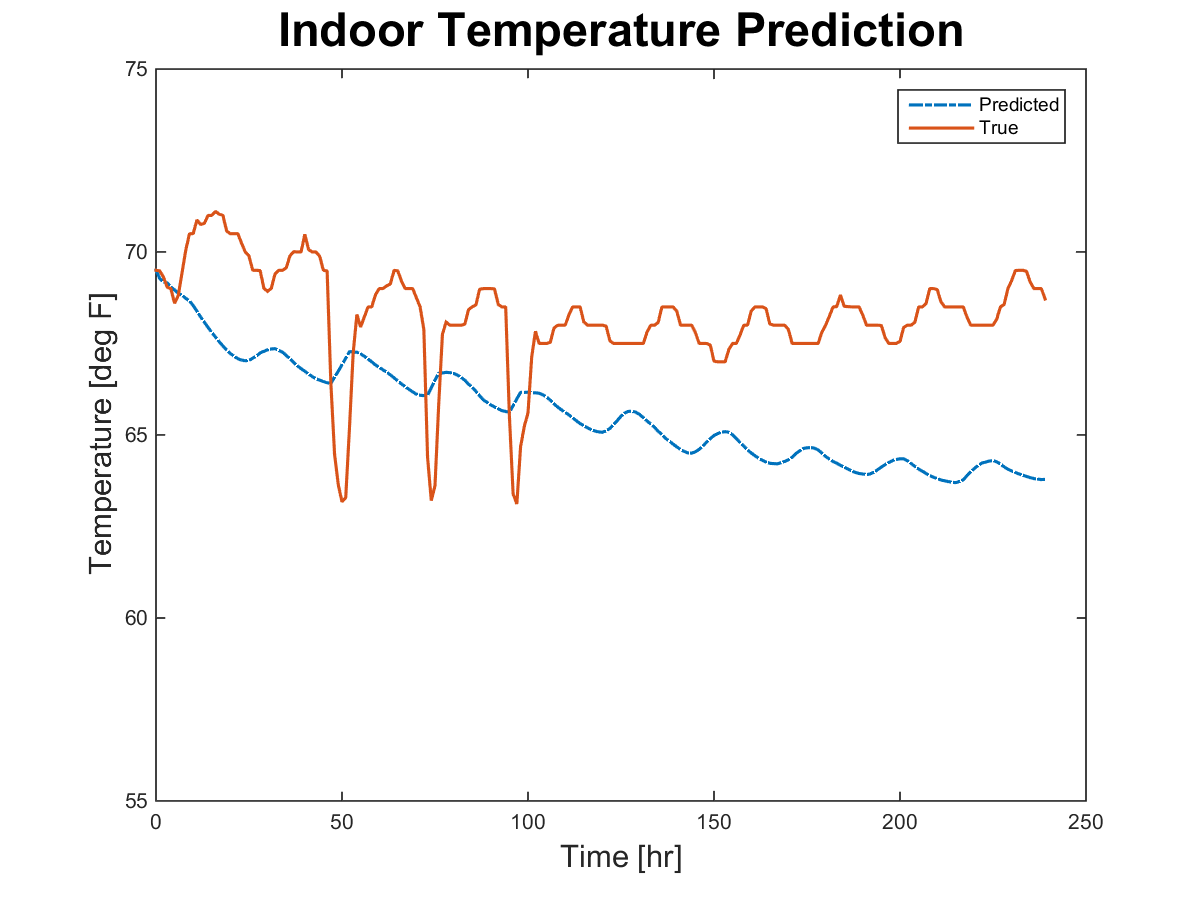 Indoor Temperature Prediction
Predicted
True
Temperature [deg F]
75
70
65
60
55
0 50 100 150 200 250
Time [hr]